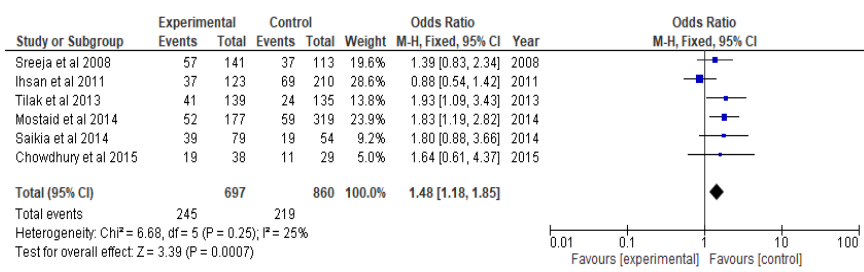 Experimental Control Odds Ratio Odds Ratio
Study or Subgroup Events Total Events Total Weight M-H, Fixed, 95% CI Year M-H, Fixed, 95% CI
Sreeja et al 2008 57 141 37 113 19.6% 1.39 [0.83, 2.34] 2008
Ihsan et al 2011 37 123 69 210 24.6% 0.88 [0.54, 1.42] 2011
Tilak et al 2013 41 139 24 135 13.8% 1.93 [1.09, 3.43] 2013
Mostaid et al 2014 52 177 59 319 23.9% 1.83 [1.19, 2.82] 2014
Saikia et al 2014 39 79 19 54 9.2% 1.80 [0.88, 3.66] 2014
Chowdhury et al 2015 19 38 11 29 5.0% 1.64 [0.61, 4.37] 2015
Total (95% CI) 697 860 100.0% 1.48 [1.18, 1.85]
Total events 245 219
Heterogeneity: Chi² = 6.68, df = 5 (P = 0.25); I² = 25%
Test for overall effect: Z = 3.39 (P = 0.0007)
0.01 0.1 1 10 100
Favours [experimental] Favours [control]